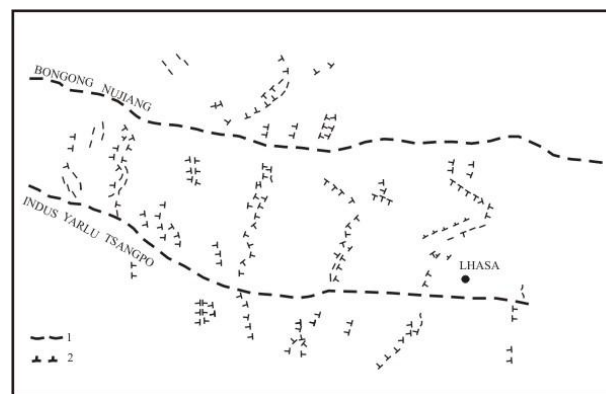 BONGONG NUJIANG
INDUS YARLU TSANGPO
LHASA
1
2